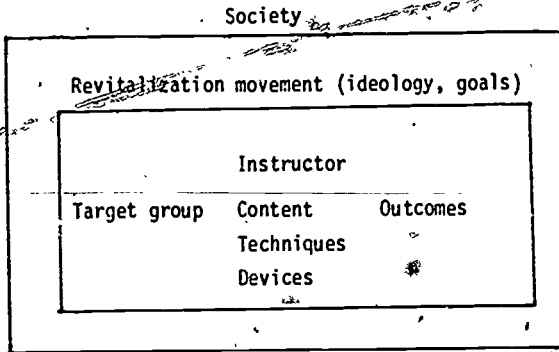 Society
Revitalization movement (ideology, goals)
Instructor
Target group Content Outcomes
Techniques
Devices